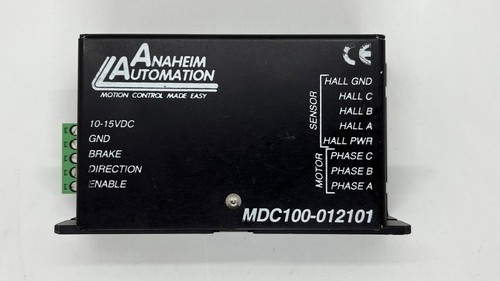 ANAHEIM
AUTOMATION
MOTION CONTROL MADE EASY
CE
10-15VDC
GND
BRAKE
DIRECTION
ENABLE
SENSOR
HALL GND
HALL C
HALL B
HALL A
HALL PWR
MOTOR
PHASE C
PHASE B
PHASE A
MDC100-012101